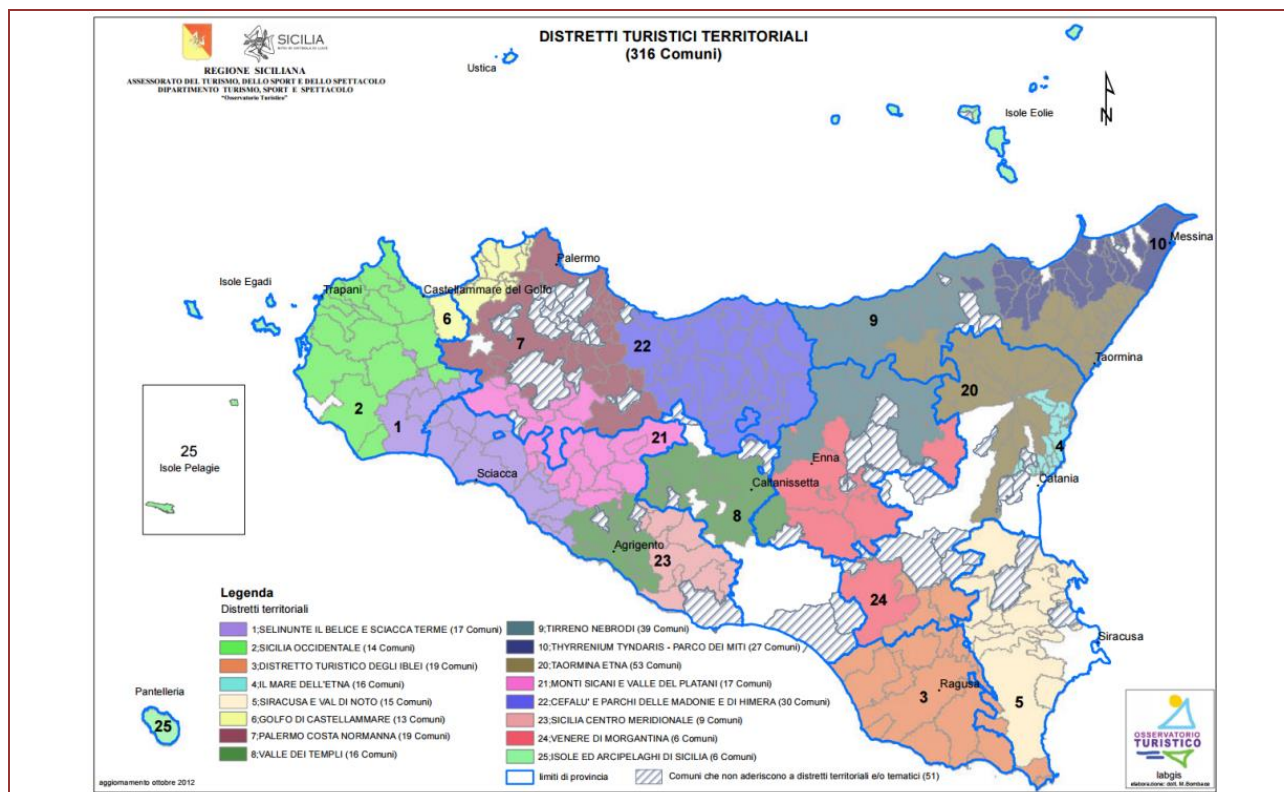 SICILIA
REGIONE SICILIANA
ASSESSORATO DEL TURISMO, DELLO SPORT E DELLO SPETTACOLO
DIPARTIMENTO TURISMO, SPORT E SPETTACOLO
"Osservatorio Turistico"
DISTRETTI TURISTICI TERRITORIALI
(316 Comuni)
Ustica
Isole Eolie
N
10
Messina
Palermo
Isole Egadi
Trapani
Castellammare del Golfo
6
7
22
9
Taormina
20
2
1
21
4
25
Isole Pelagie
Sciacca
Enna
Caltanissetta
Catania
8
Agrigento
23
24
Siracusa
Ragusa
3
5
Pantelleria
25
Legenda
Distretti territoriali
1;SELINUNTE IL BELICE E SCIACCA TERME (17 Comuni)
2;SICILIA OCCIDENTALE (14 Comuni)
3;DISTRETTO TURISTICO DEGLI IBLEI (19 Comuni)
4;IL MARE DELL'ETNA (16 Comuni)
5;SIRACUSA E VAL DI NOTO (15 Comuni)
6;GOLFO DI CASTELLAMMARE (13 Comuni)
7;PALERMO COSTA NORMANNA (19 Comuni)
8;VALLE DEI TEMPLI (16 Comuni)
9;TIRRENO NEBRODI (39 Comuni)
10;THYRRENIUM TYNDARIS - PARCO DEI MITI (27 Comuni)
20;TAORMINA ETNA (53 Comuni)
21;MONTI SICANI E VALLE DEL PLATANI (17 Comuni)
22;CEFALU' E PARCHI DELLE MADONIE E DI HIMERA (30 Comuni)
23;SICILIA CENTRO MERIDIONALE (9 Comuni)
24;VENERE DI MORGANTINA (6 Comuni)
25;ISOLE ED ARCIPELAGHI DI SICILIA (6 Comuni)
limiti di provincia
Comuni che non aderiscono a distretti territoriali e/o tematici (51)
aggiornamento ottobre 2012
OSSERVATORIO
TURISTICO
labgis
elaborazione: dott. M.Bombace